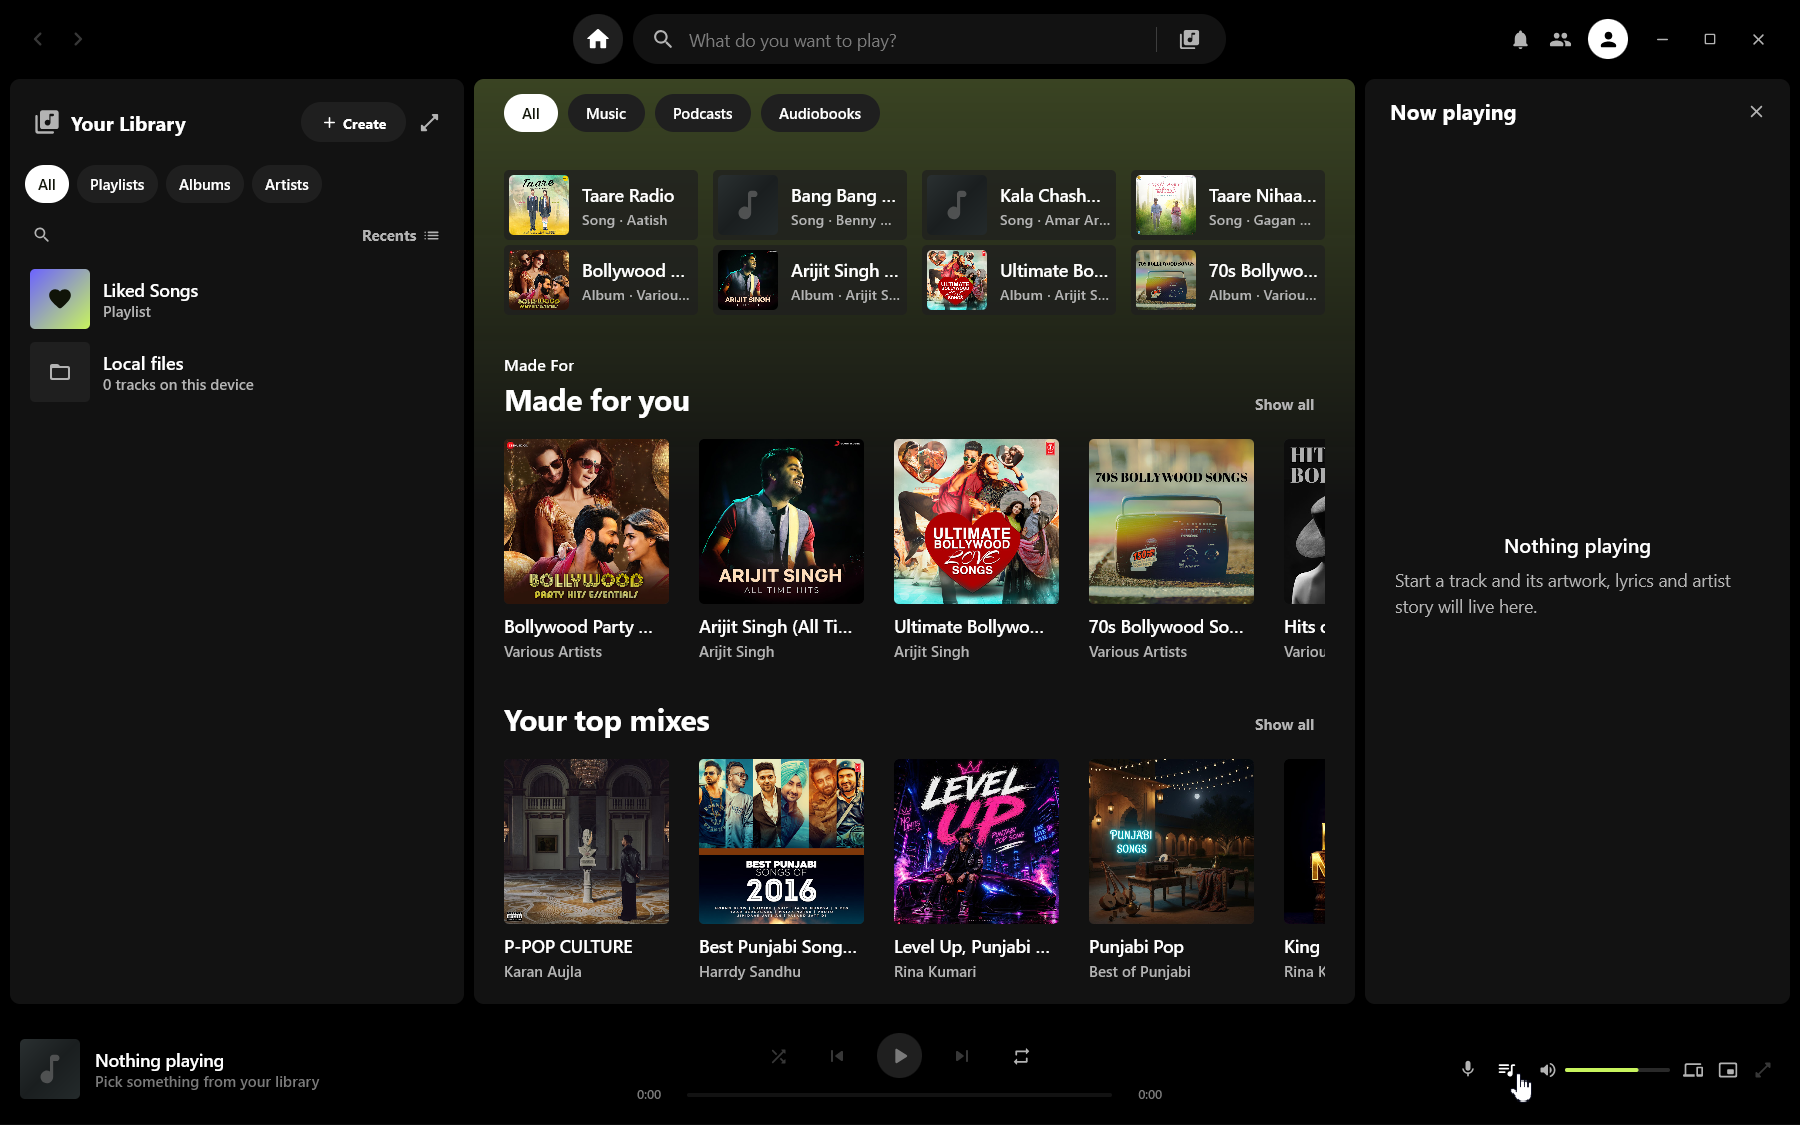 What do you want to play?
Your Library
Create
All
Playlists
Albums
Artists
Recents
Liked Songs
Playlist
Local files
0 tracks on this device
All
Music
Podcasts
Audiobooks
Taare Radio
Song · Aatish
Bang Bang ...
Song · Benny ...
Kala Chash...
Song · Amar Ar...
Taare Nihaa...
Song · Gagan ...
Bollywood ...
Album · Variou...
Arijit Singh ...
Album · Arijit S...
Ultimate Bo...
Album · Arijit S...
70s Bollywo...
Album · Variou...
Made For
Made for you
Show all
BOLLYWOOD
PARTY HITS ESSENTIALS
ARIJIT SINGH
ALL TIME HITS
ULTIMATE
BOLLYWOOD
LOVE
SONGS
70S BOLLYWOOD SONGS
HIT
BOL
Bollywood Party ...
Various Artists
Arijit Singh (All Ti...
Arijit Singh
Ultimate Bollywo...
Arijit Singh
70s Bollywood So...
Various Artists
Hits
Variou
Your top mixes
Show all
BEST PUNJABI
SONGS OF
2016
LEVEL
UP
PUNJABI
POP SONG
PUNJABI
SONGS
P-POP CULTURE
Karan Aujla
Best Punjabi Song...
Harrdy Sandhu
Level Up, Punjabi ...
Rina Kumari
Punjabi Pop
Best of Punjabi
King
Rina K
Now playing
Nothing playing
Start a track and its artwork, lyrics and artist
story will live here.
Nothing playing
Pick something from your library
0:00
0:00